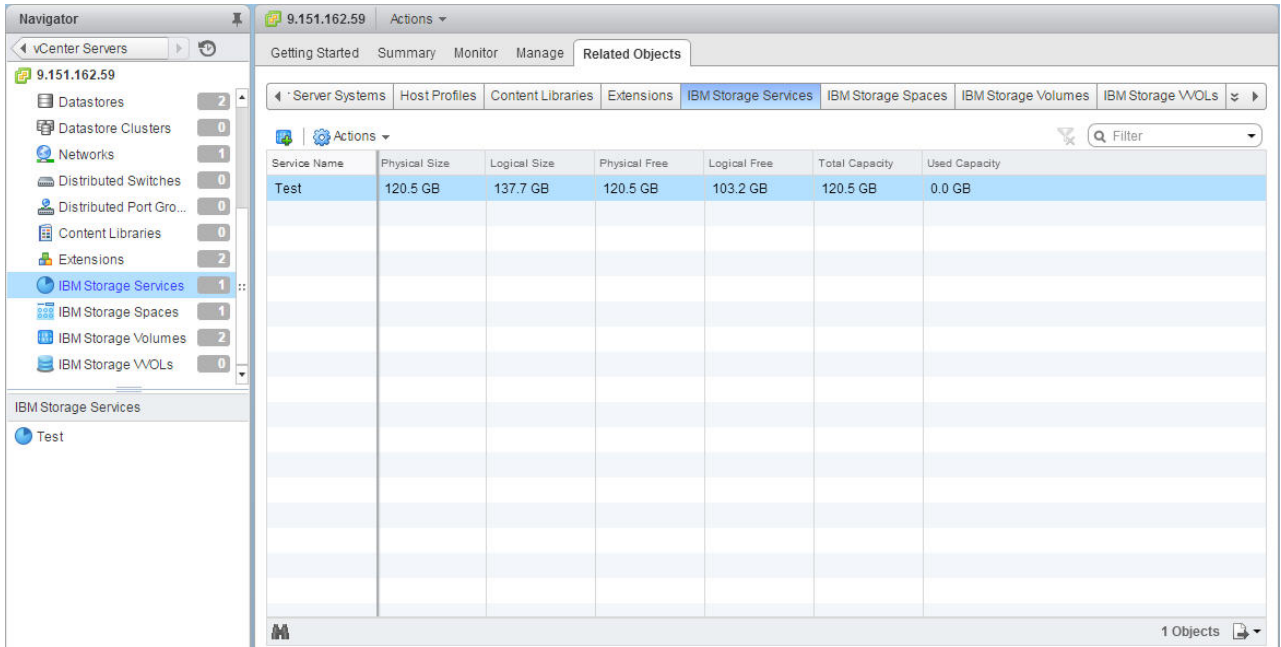 Navigator
vCenter Servers
9.151.162.59
Datastores 2
Datastore Clusters 0
Networks 1
Distributed Switches 0
Distributed Port Gro... 0
Content Libraries 0
Extensions 2
IBM Storage Services 1
IBM Storage Spaces 1
IBM Storage Volumes 2
IBM Storage VVOLs 0
IBM Storage Services
Test
9.151.162.59 Actions
Getting Started Summary Monitor Manage Related Objects
Server Systems Host Profiles Content Libraries Extensions IBM Storage Services IBM Storage Spaces IBM Storage Volumes IBM Storage VVOLs
Actions Filter
Service Name Physical Size Logical Size Physical Free Logical Free Total Capacity Used Capacity
Test 120.5 GB 137.7 GB 120.5 GB 103.2 GB 120.5 GB 0.0 GB
1 Objects